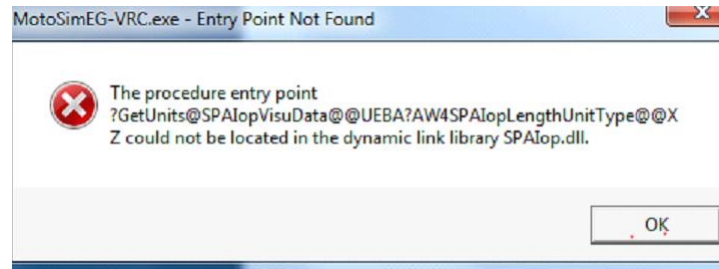 MotoSimEG-VRC.exe - Entry Point Not Found
The procedure entry point
?GetUnits@SPAIopVisuData@@UEBA?AW4SPAIopLengthUnitType@@X
Z could not be located in the dynamic link library SPAIop.dll.
OK